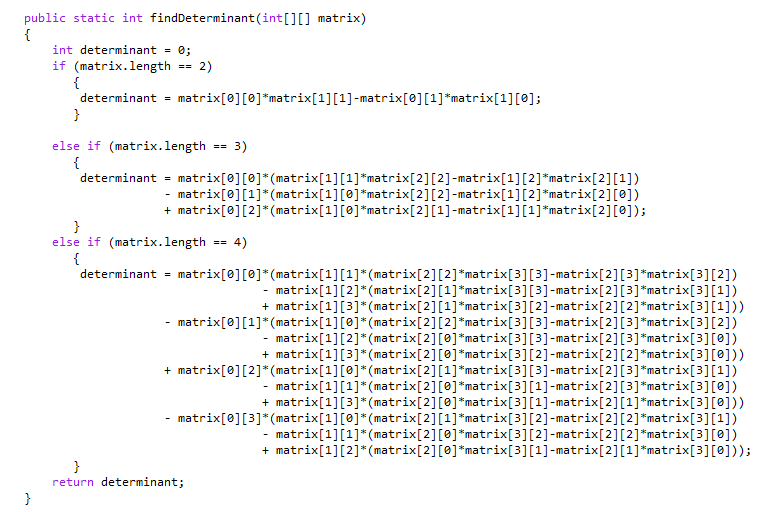 public static int findDeterminant(int[][] matrix)
{
int determinant = 0;
if (matrix.length == 2)
{
determinant = matrix[0][0]*matrix[1][1]-matrix[0][1]*matrix[1][0];
}
else if (matrix.length == 3)
{
determinant = matrix[0][0]*(matrix[1][1]*matrix[2][2]-matrix[1][2]*matrix[2][1])
- matrix[0][1]*(matrix[1][0]*matrix[2][2]-matrix[1][2]*matrix[2][0])
+ matrix[0][2]*(matrix[1][0]*matrix[2][1]-matrix[1][1]*matrix[2][0]);
}
else if (matrix.length == 4)
{
determinant = matrix[0][0]*(matrix[1][1]*(matrix[2][2]*matrix[3][3]-matrix[2][3]*matrix[3][2])
- matrix[1][2]*(matrix[2][1]*matrix[3][3]-matrix[2][3]*matrix[3][1])
+ matrix[1][3]*(matrix[2][1]*matrix[3][2]-matrix[2][2]*matrix[3][1]))
- matrix[0][1]*(matrix[1][0]*(matrix[2][2]*matrix[3][3]-matrix[2][3]*matrix[3][2])
- matrix[1][2]*(matrix[2][0]*matrix[3][3]-matrix[2][3]*matrix[3][0])
+ matrix[1][3]*(matrix[2][0]*matrix[3][2]-matrix[2][2]*matrix[3][0]))
+ matrix[0][2]*(matrix[1][0]*(matrix[2][1]*matrix[3][3]-matrix[2][3]*matrix[3][1])
- matrix[1][1]*(matrix[2][0]*matrix[3][1]-matrix[2][3]*matrix[3][0])
+ matrix[1][3]*(matrix[2][0]*matrix[3][1]-matrix[2][1]*matrix[3][0]))
- matrix[0][3]*(matrix[1][0]*(matrix[2][1]*matrix[3][2]-matrix[2][2]*matrix[3][1])
- matrix[1][1]*(matrix[2][0]*matrix[3][2]-matrix[2][2]*matrix[3][0])
+ matrix[1][2]*(matrix[2][0]*matrix[3][1]-matrix[2][1]*matrix[3][0]));
}
return determinant;
}